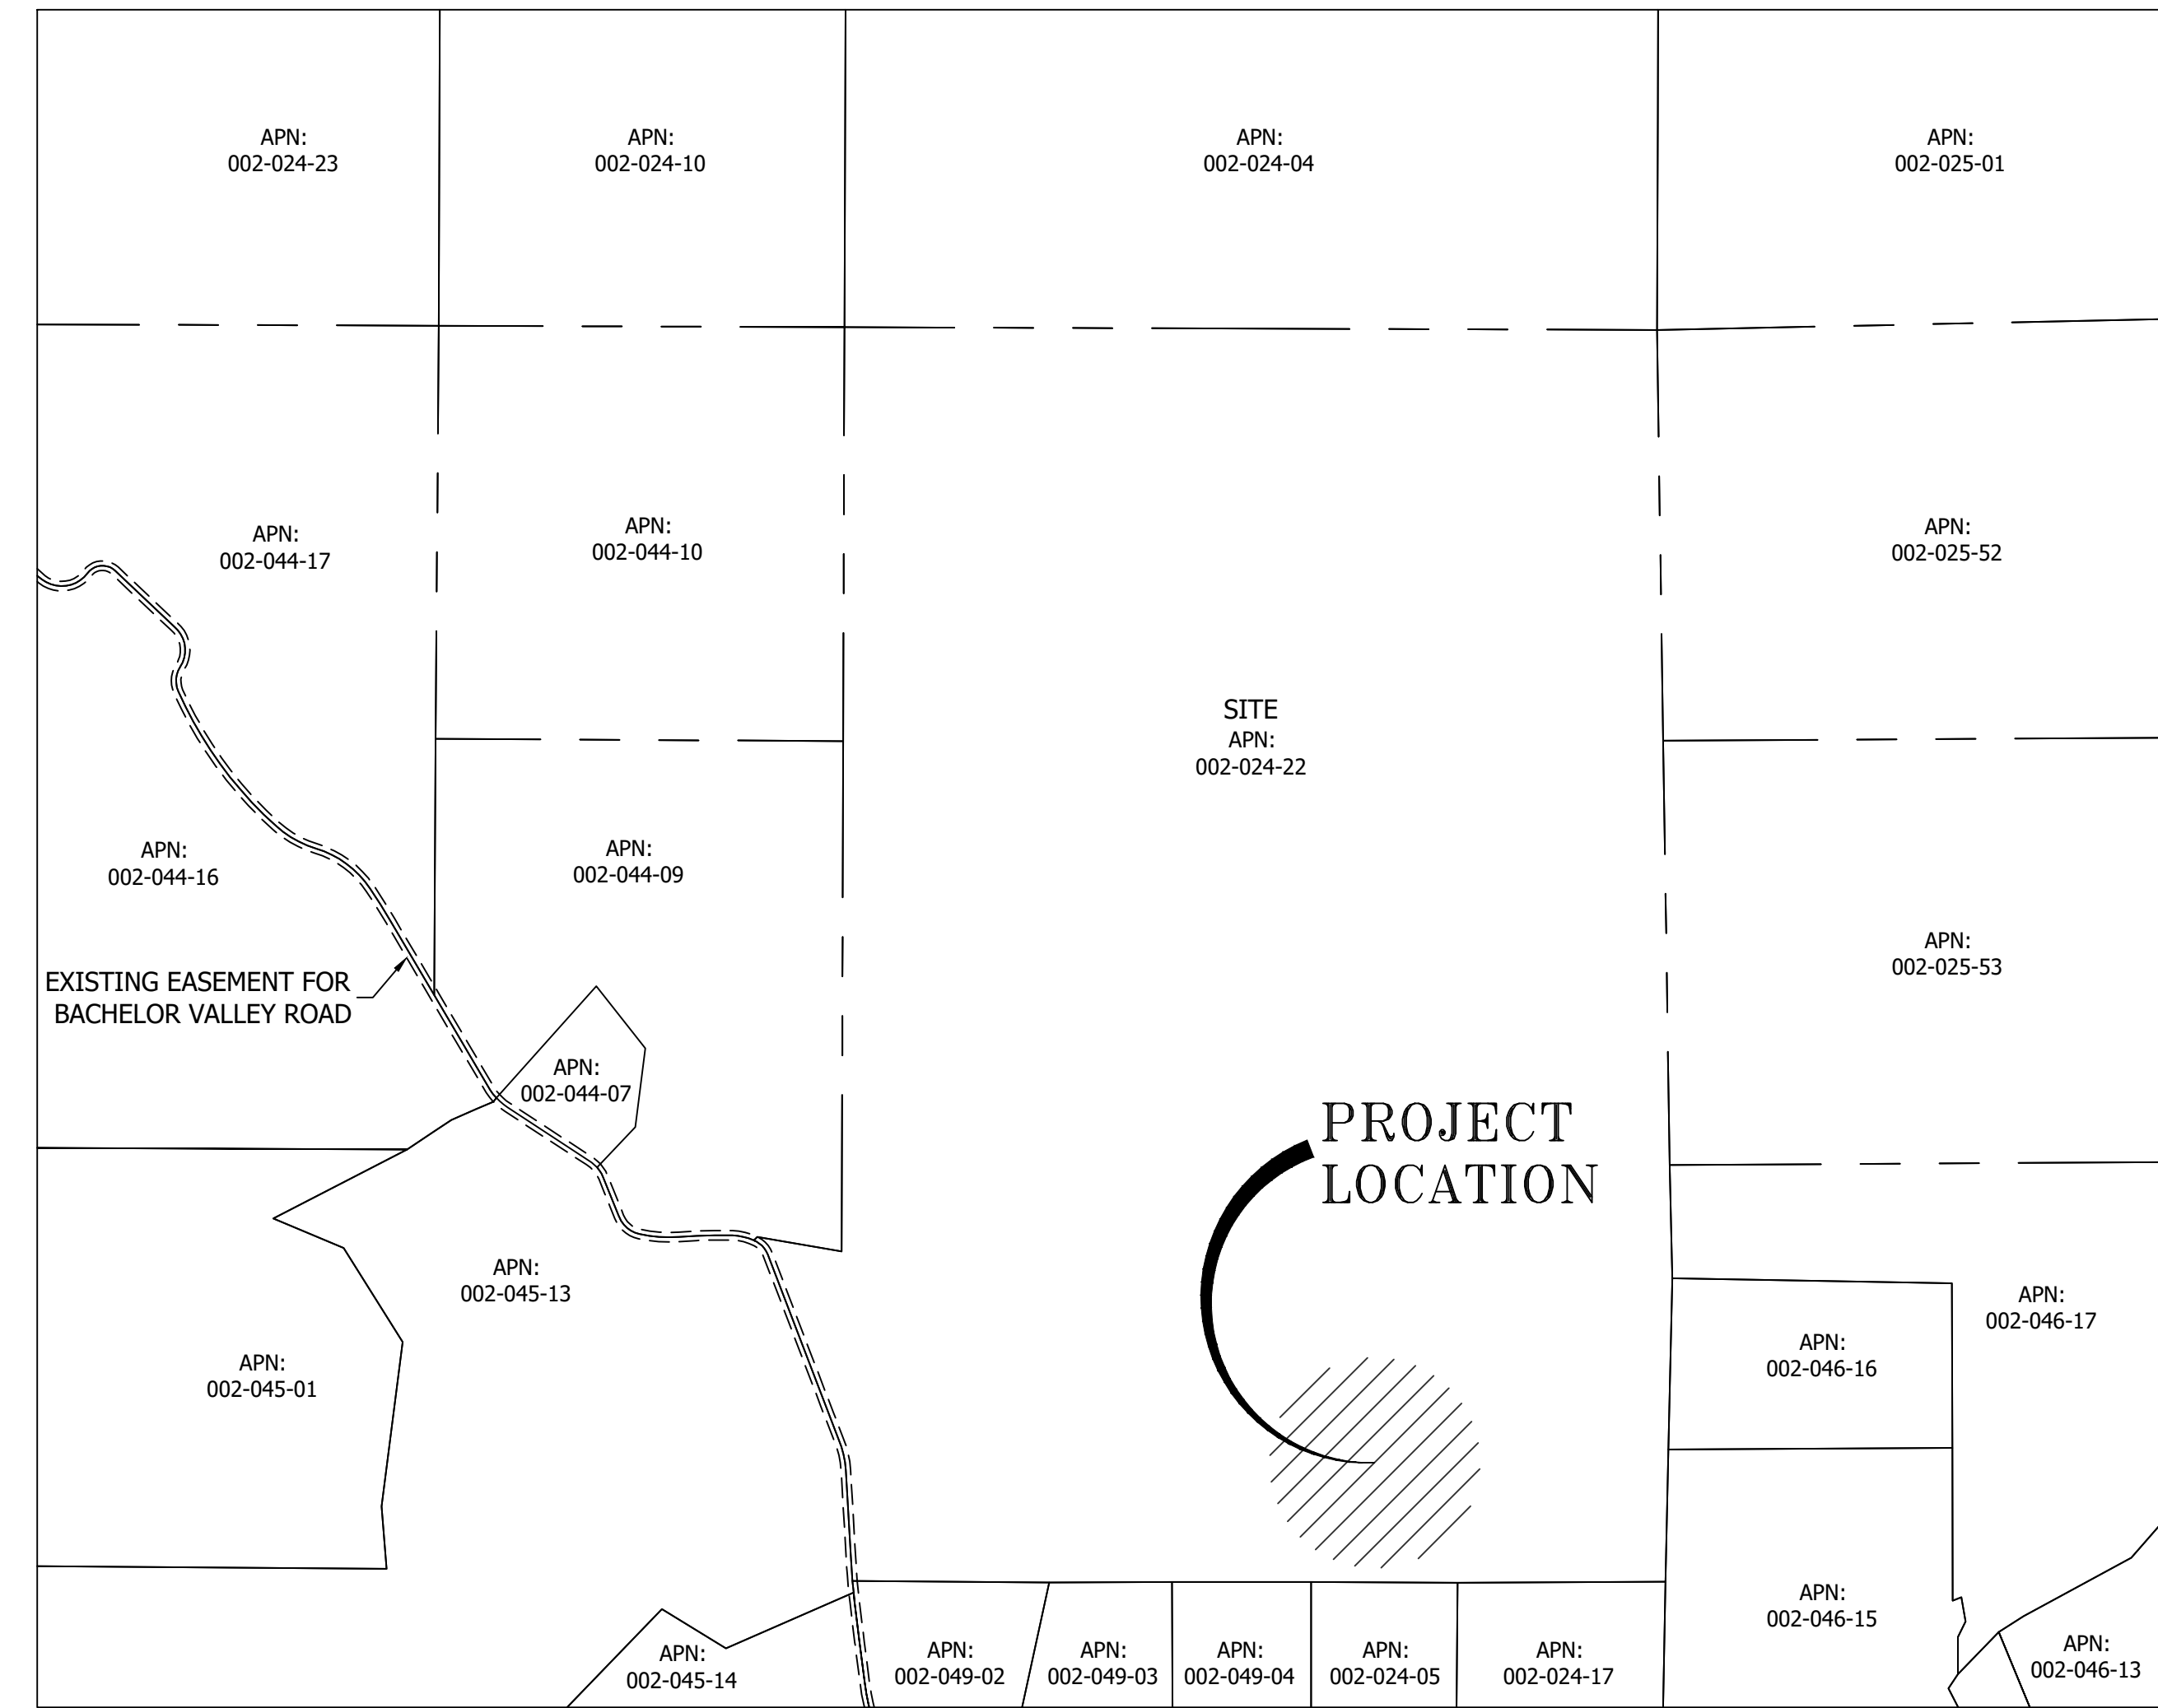 APN:
002-024-23
APN:
002-024-10
APN:
002-024-04
APN:
002-025-01
APN:
002-044-17
APN:
002-044-10
APN:
002-025-52
SITE
APN:
002-024-22
APN:
002-044-16
APN:
002-044-09
APN:
002-025-53
EXISTING EASEMENT FOR
BACHELOR VALLEY ROAD
APN:
002-044-07
PROJECT
LOCATION
APN:
002-045-13
APN:
002-046-17
APN:
002-046-16
APN:
002-045-01
APN:
002-046-15
APN:
002-045-14
APN:
002-049-02
APN:
002-049-03
APN:
002-049-04
APN:
002-024-05
APN:
002-024-17
APN:
002-046-13